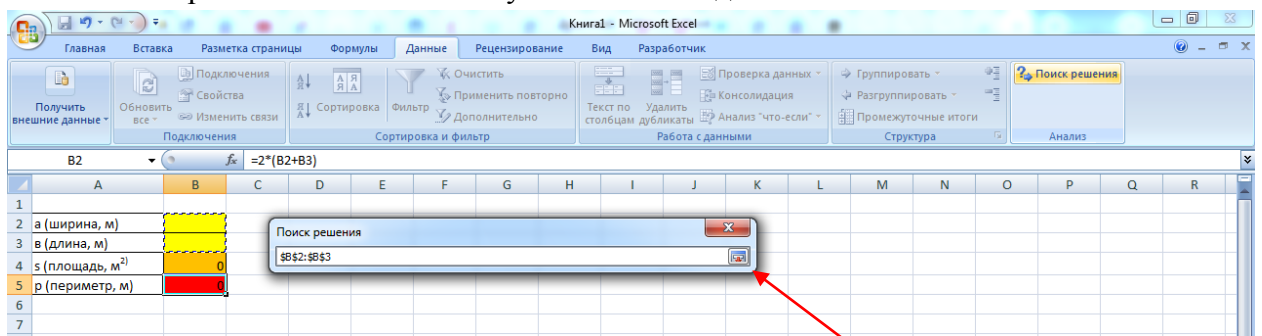 Книга1 - Microsoft Excel
Главная Вставка Разметка страницы Формулы Данные Рецензирование Вид Разработчик
Получить внешние данные
Обновить все
Подключения
Свойства
Изменить связи
Подключения
Сортировка
Фильтр
Очистить
Применить повторно
Дополнительно
Сортировка и фильтр
Текст по столбцам
Удалить дубликаты
Проверка данных
Консолидация
Анализ "что-если"
Работа с данными
Группировать
Разгруппировать
Промежуточные итоги
Структура
Поиск решения
Анализ
B2 fx =2*(B2+B3)
A B C D E F G H I J K L M N O P Q R
1
2 а (ширина, м)
3 в (длина, м)
4 s (площадь, м2) 0
5 р (периметр, м) 0
6
7
Поиск решения
$B$2:$B$3